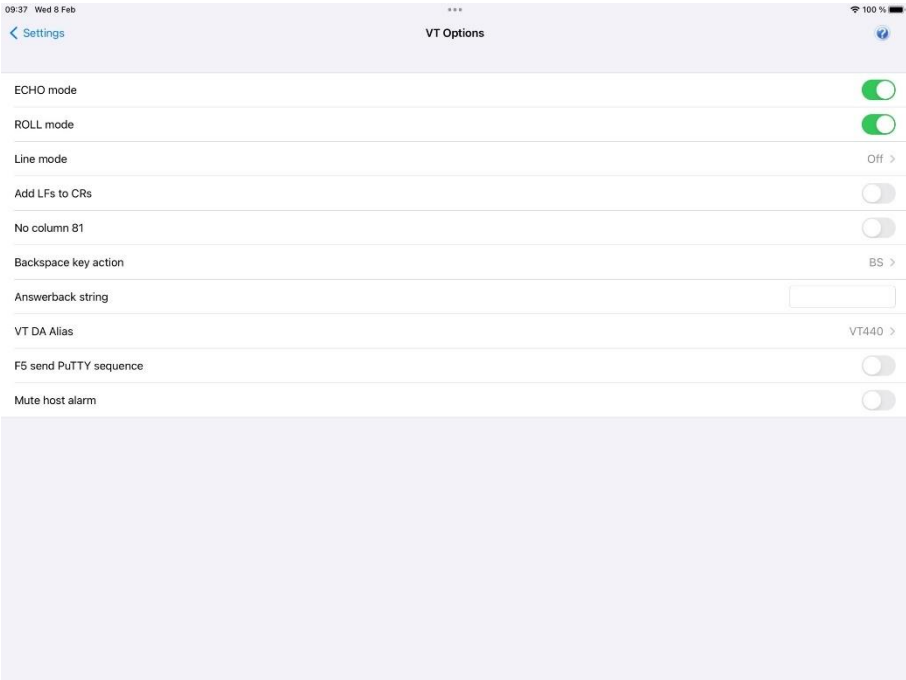 09:37 Wed 8 Feb
100 %
Settings
VT Options
?
ECHO mode
ROLL mode
Line mode Off
Add LFs to CRs
No column 81
Backspace key action BS
Answerback string
VT DA Alias VT440
F5 send PuTTY sequence
Mute host alarm